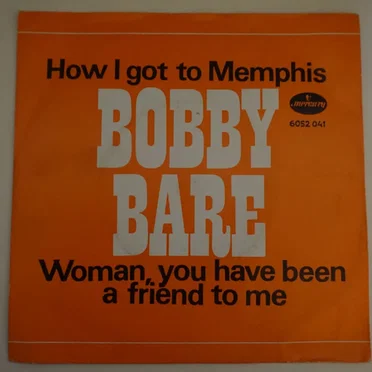 How I got to Memphis
mercury
6052 041
BOBBY
BARE
Woman, you have been
a friend to me